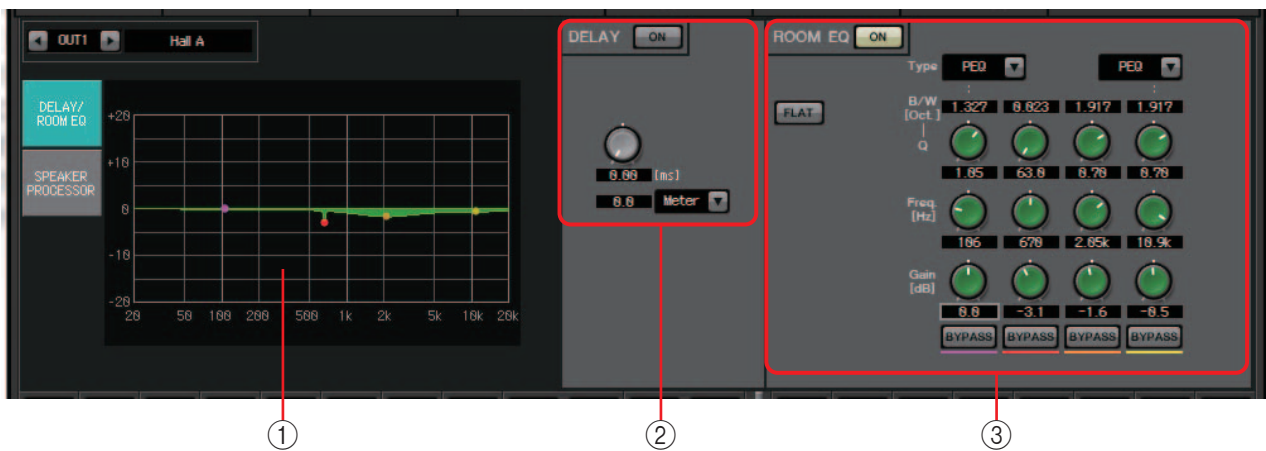 OUT1 Hall A
DELAY/
ROOM EQ
SPEAKER
PROCESSOR
+20
+10
0
-10
-20
20 50 100 200 500 1k 2k 5k 10k 20k
DELAY ON
0.00 [ms]
0.0 Meter
ROOM EQ ON
FLAT
Type PEQ PEQ
B/W
[Oct.]
1.327 0.023 1.917 1.917
|
Q
1.05 63.0 0.70 0.70
Freq.
[Hz]
106 670 2.05k 10.9k
Gain
[dB]
0.0 -3.1 -1.6 -0.5
BYPASS BYPASS BYPASS BYPASS
① ② ③